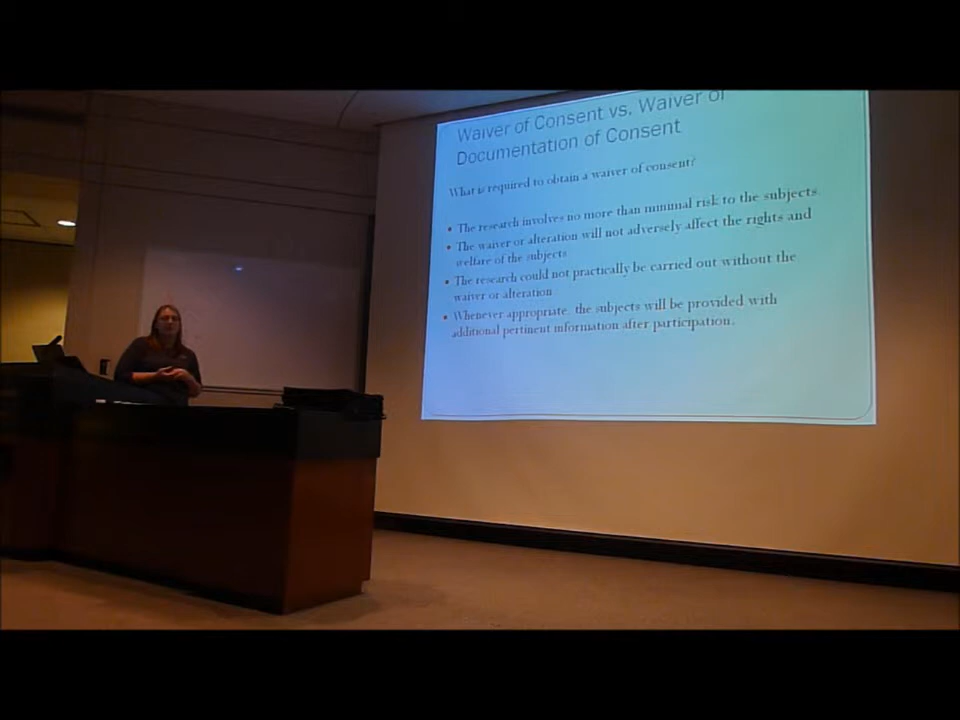 Waiver of Consent vs. Waiver of
Documentation of Consent
What is required to obtain a waiver of consent?
• The research involves no more than minimal risk to the subjects.
• The waiver or alteration will not adversely affect the rights and
welfare of the subjects.
• The research could not practically be carried out without the
waiver or alteration.
• Whenever appropriate, the subjects will be provided with
additional pertinent information after participation.